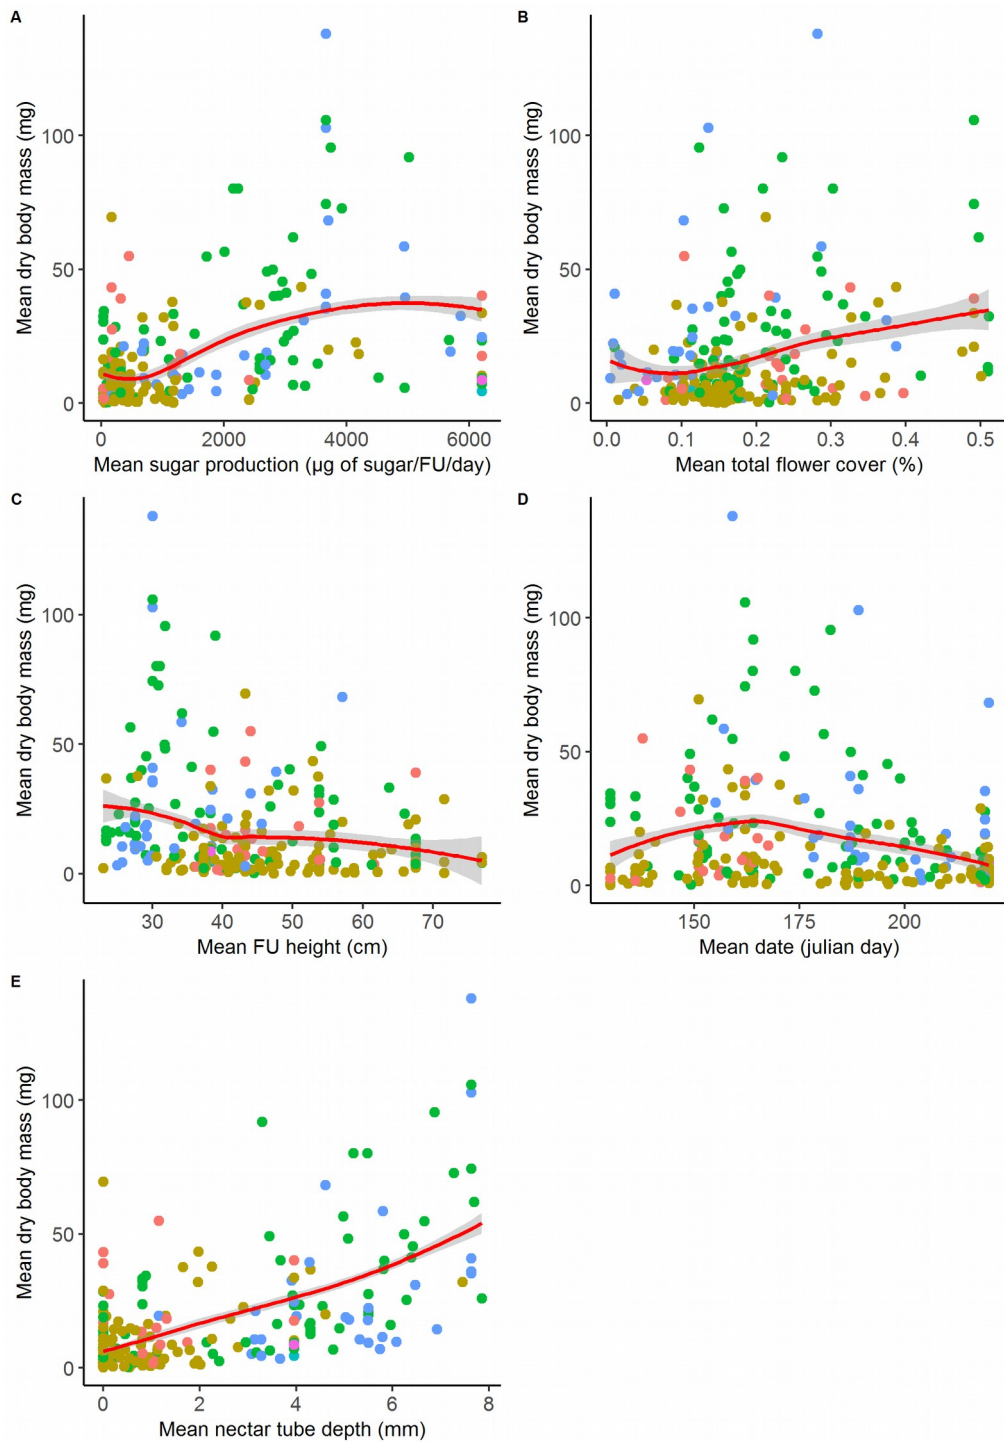 A
Mean dry body mass (mg)
100
50
0
0 2000 4000 6000
Mean sugar production (µg of sugar/FU/day)
B
Mean dry body mass (mg)
100
50
0
0.0 0.1 0.2 0.3 0.4 0.5
Mean total flower cover (%)
C
Mean dry body mass (mg)
100
50
0
30 40 50 60 70
Mean FU height (cm)
D
Mean dry body mass (mg)
100
50
0
150 175 200
Mean date (julian day)
E
Mean dry body mass (mg)
100
50
0
0 2 4 6 8
Mean nectar tube depth (mm)